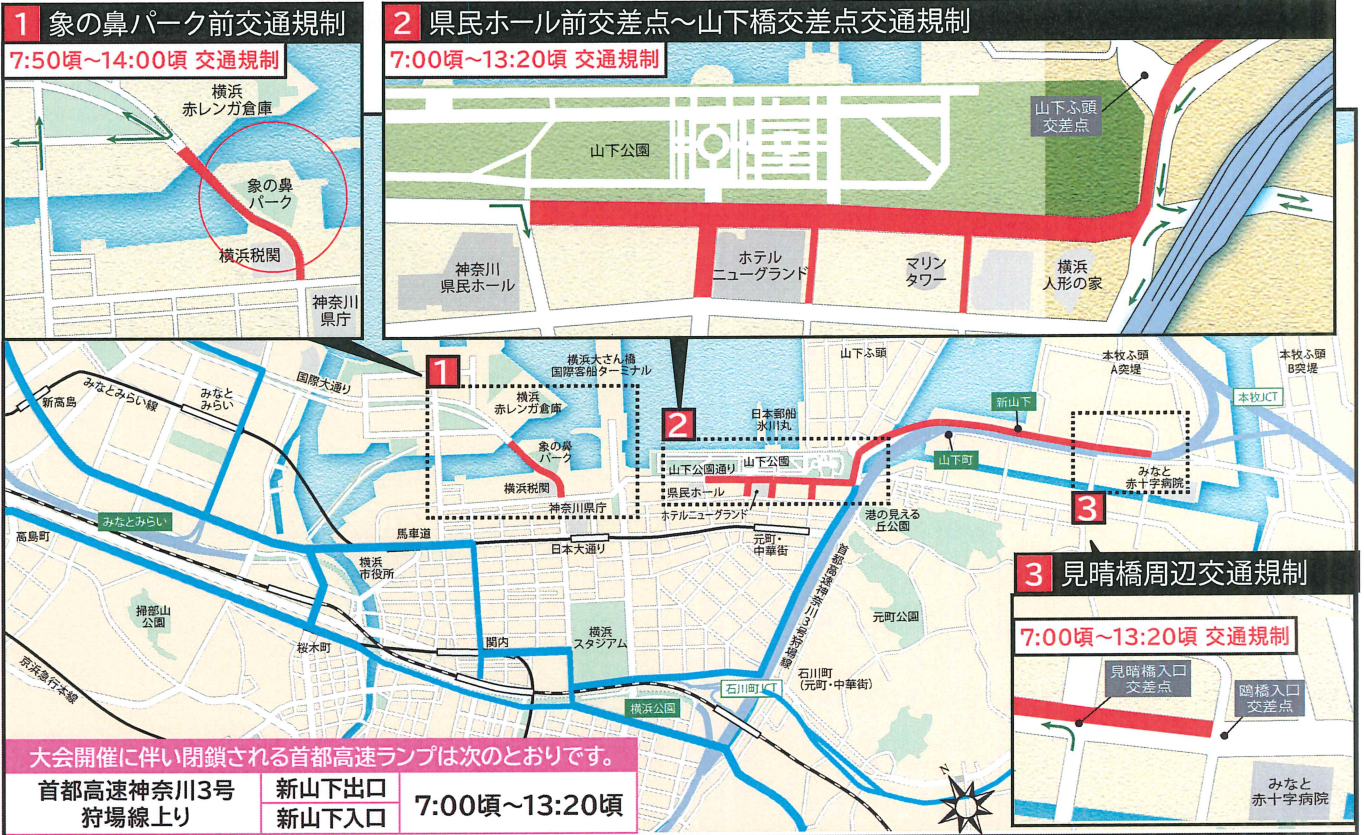 1 象の鼻パーク前交通規制
7:50頃~14:00頃 交通規制
横浜
赤レンガ倉庫
象の鼻
パーク
横浜税関
神奈川
県庁
2 県民ホール前交差点~山下橋交差点交通規制
7:00頃~13:20頃 交通規制
山下公園
山下ふ頭
交差点
神奈川
県民ホール
ホテル
ニューグランド
マリン
タワー
横浜
人形の家
新高島
みなとみらい線
みなと
みらい
国際大通り
1
横浜
赤レンガ倉庫
横浜大さん橋
国際客船ターミナル
象の鼻
パーク
横浜税関
神奈川県庁
2
日本郵船
氷川丸
山下ふ頭
山下公園通り
山下公園
県民ホール
ホテルニューグランド
新山下
山下町
本牧ふ頭
A突堤
本牧ふ頭
B突堤
本牧JCT
みなと
赤十字病院
3
港の見える
丘公園
みなとみらい
高島町
馬車道
横浜
市役所
日本大通り
元町・
中華街
首都高速神奈川3号狩場線
掃部山
公園
桜木町
関内
横浜
スタジアム
元町公園
石川町
(元町・中華街)
石川町JCT
横浜公園
京浜急行本線
N
3 見晴橋周辺交通規制
7:00頃~13:20頃 交通規制
見晴橋入口
交差点
鴎橋入口
交差点
みなと
赤十字病院
大会開催に伴い閉鎖される首都高速ランプは次のとおりです。
首都高速神奈川3号
狩場線上り
新山下出口
新山下入口
7:00頃~13:20頃